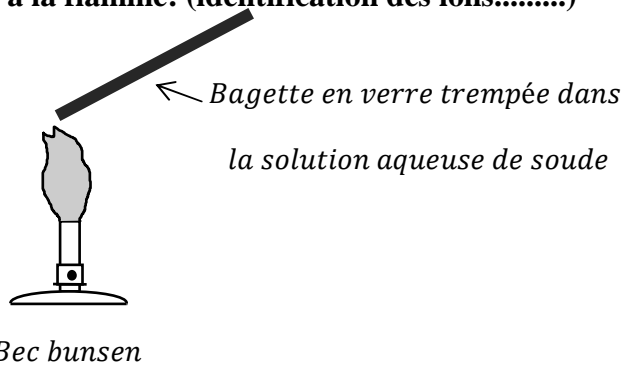 à la flamme: (identification des ions.........)
Bagette en verre trempée dans
la solution aqueuse de soude
Bec bunsen